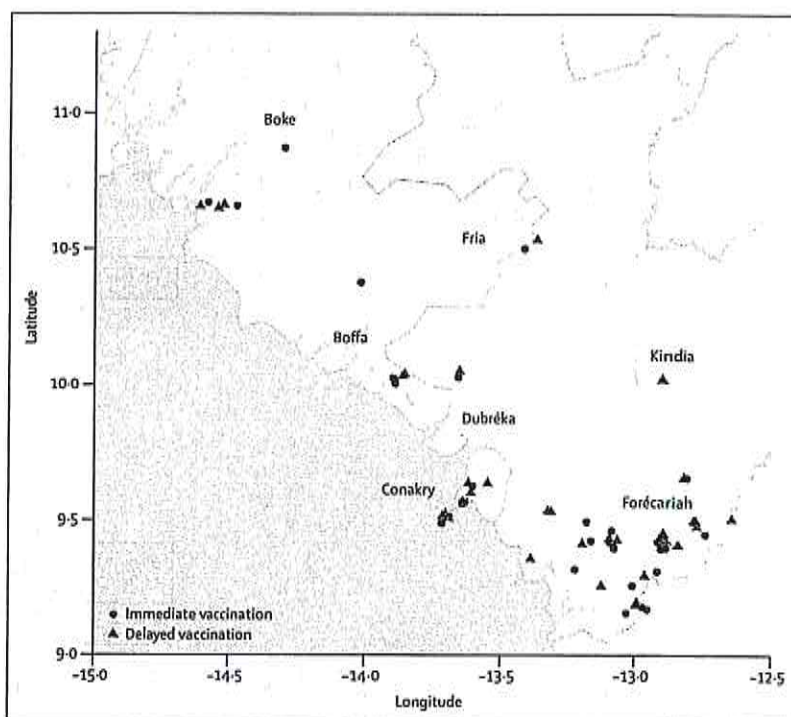 11·0
Boke
Fria
10·5
Latitude
Boffa
Kindia
10·0
Dubréka
Conakry
Forécariah
9·5
Immediate vaccination
Delayed vaccination
9·0
-15·0
-14·5
-14·0
-13·5
-13·0
-12·5
Longitude